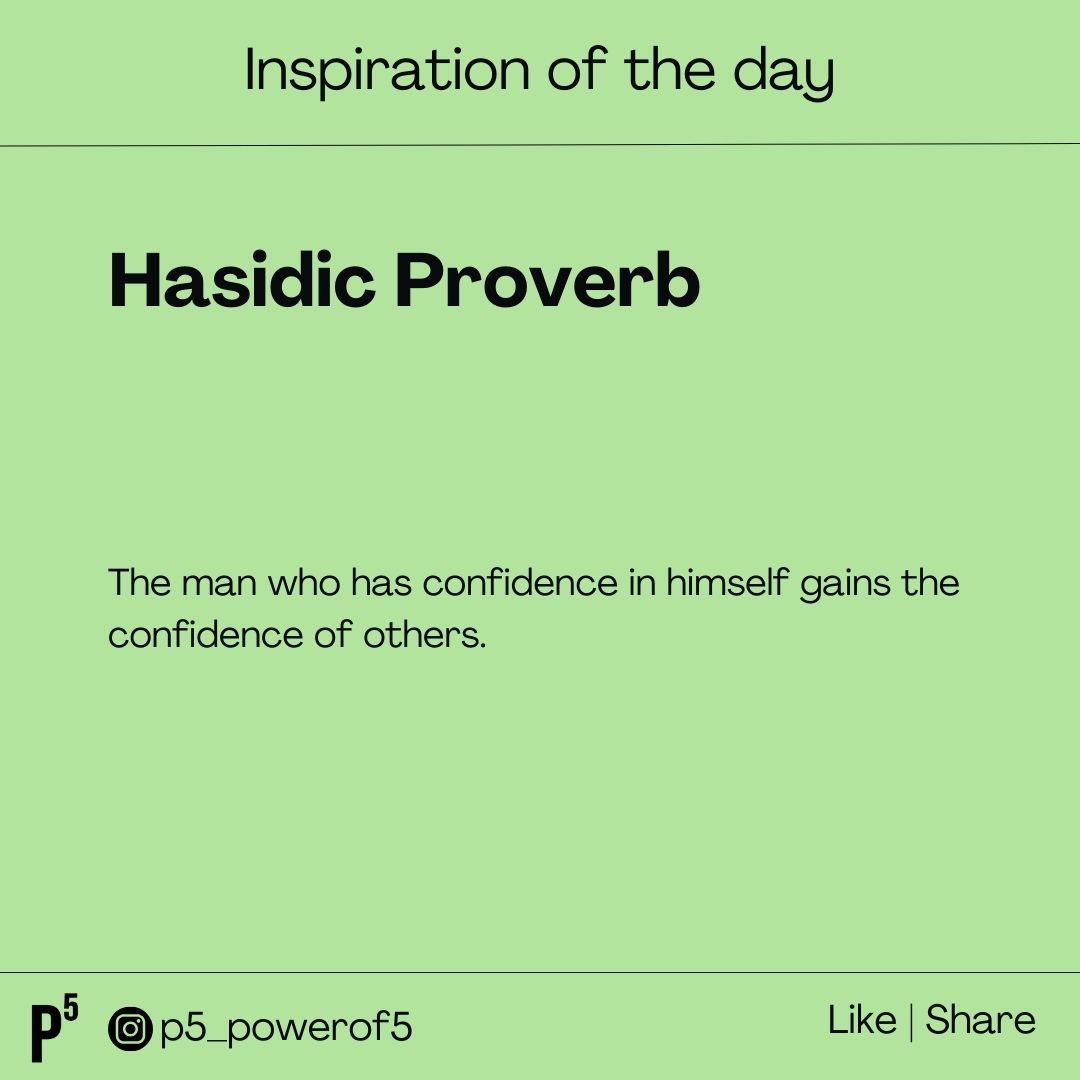 Inspiration of the day
Hasidic Proverb
The man who has confidence in himself gains the
confidence of others.
P5 p5_powerof5
Like | Share